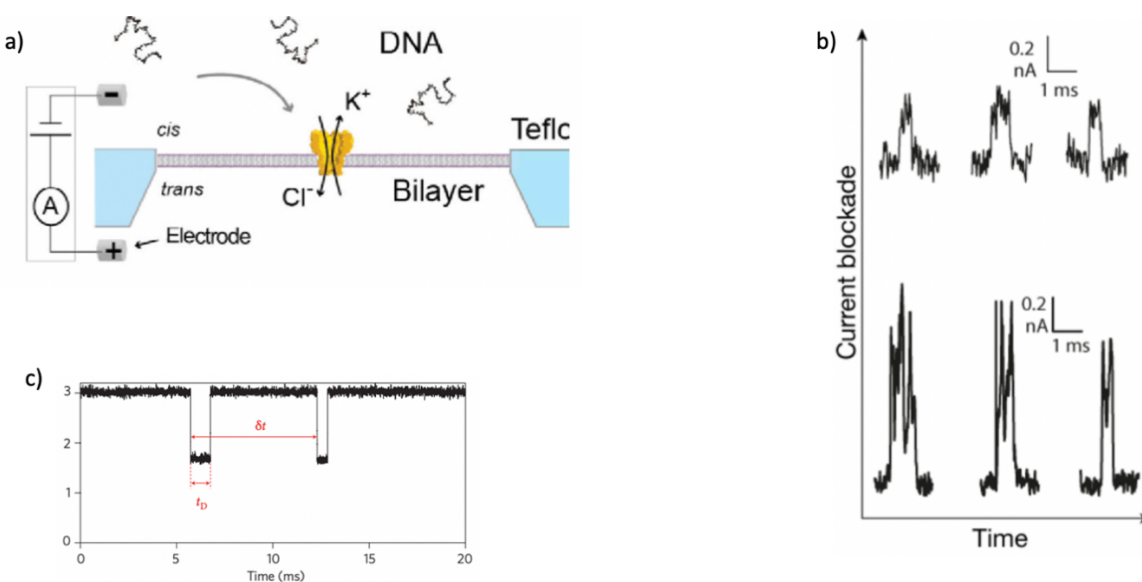 a)
DNA
K+
cis
Teflo
trans
Cl-
Bilayer
A
Electrode
-
+
b)
0.2
nA
1 ms
0.2
nA
1 ms
Current blockade
Time
c)
3
2
1
0
δt
tD
0
5
10
15
20
Time (ms)